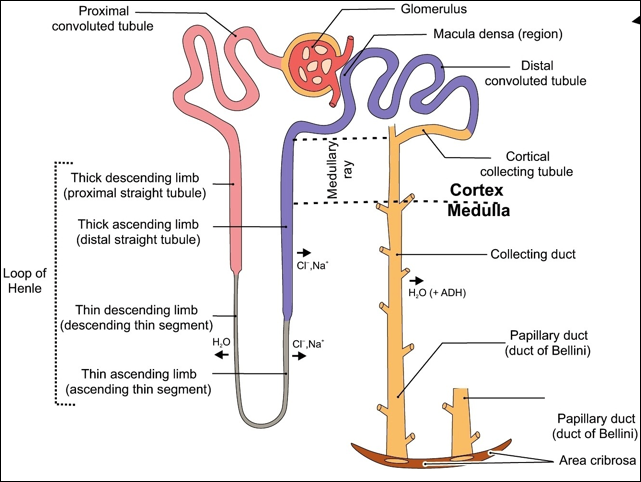 Proximal
convoluted tubule
Glomerulus
Macula densa (region)
Distal
convoluted tubule
Medullary
ray
Cortical
collecting tubule
Cortex
Medulla
Thick descending limb
(proximal straight tubule)
Thick ascending limb
(distal straight tubule)
Loop of
Henle
Cl⁻,Na⁺
Collecting duct
H₂O (+ ADH)
Thin descending limb
(descending thin segment)
H₂O
Cl⁻,Na⁺
Thin ascending limb
(ascending thin segment)
Papillary duct
(duct of Bellini)
Papillary duct
(duct of Bellini)
Area cribrosa